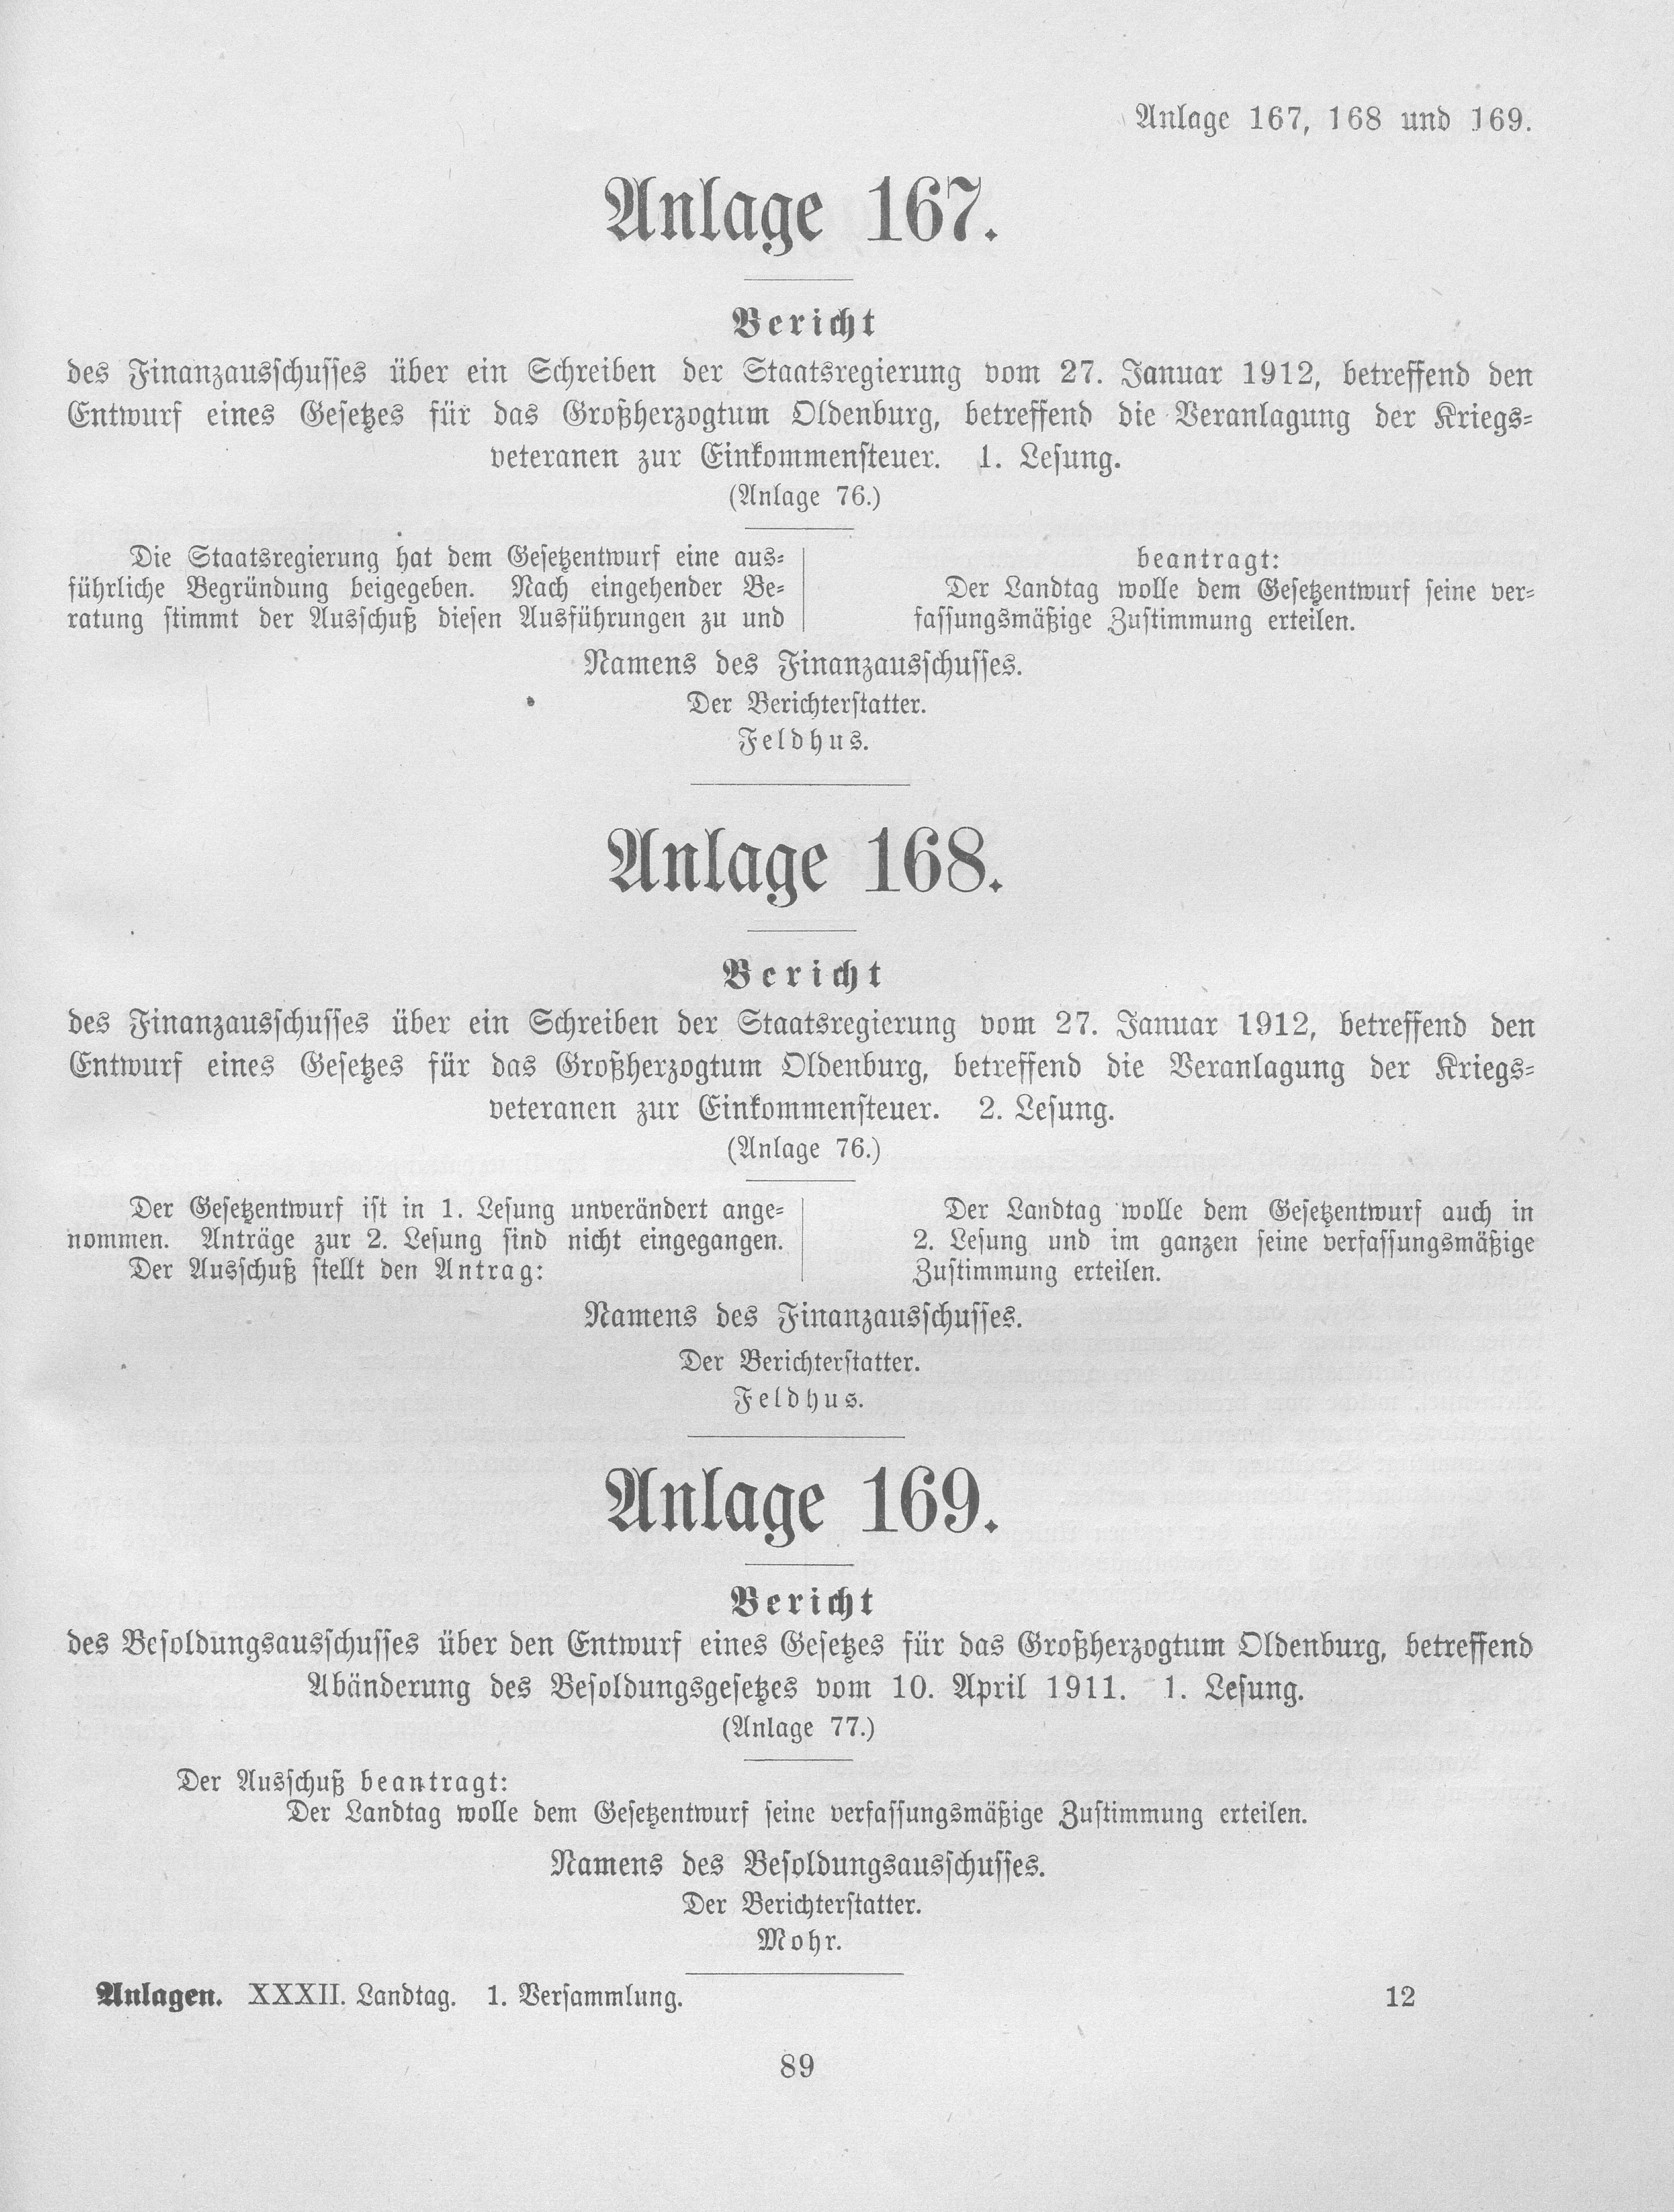 Anlage 167, 168 und 169.
Anlage 167.
Bericht
des Finanzausschusses über ein Schreiben der Staatsregierung vom 27. Januar 1912, betreffend den
Entwurf eines Gesetzes für das Großherzogtum Oldenburg, betreffend die Veranlagung der Kriegs-
veteranen zur Einkommensteuer. 1. Lesung.
(Anlage 76.)
Die Staatsregierung hat dem Gesetzentwurf eine aus-
führliche Begründung beigegeben. Nach eingehender Be-
ratung stimmt der Ausschuß diesen Ausführungen zu und
beantragt:
Der Landtag wolle dem Gesetzentwurf seine ver-
fassungsmäßige Zustimmung erteilen.
Namens des Finanzausschusses.
Der Berichterstatter.
Feldhus.
Anlage 168.
Bericht
des Finanzausschusses über ein Schreiben der Staatsregierung vom 27. Januar 1912, betreffend den
Entwurf eines Gesetzes für das Großherzogtum Oldenburg, betreffend die Veranlagung der Kriegs-
veteranen zur Einkommensteuer. 2. Lesung.
(Anlage 76.)
Der Gesetzentwurf ist in 1. Lesung unverändert ange-
nommen. Anträge zur 2. Lesung sind nicht eingegangen.
Der Ausschuß stellt den Antrag:
Der Landtag wolle dem Gesetzentwurf auch in
2. Lesung und im ganzen seine verfassungsmäßige
Zustimmung erteilen.
Namens des Finanzausschusses.
Der Berichterstatter.
Feldhus.
Anlage 169.
Bericht
des Besoldungsausschusses über den Entwurf eines Gesetzes für das Großherzogtum Oldenburg, betreffend
Abänderung des Besoldungsgesetzes vom 10. April 1911. 1. Lesung.
(Anlage 77.)
Der Ausschuß beantragt:
Der Landtag wolle dem Gesetzentwurf seine verfassungsmäßige Zustimmung erteilen.
Namens des Besoldungsausschusses.
Der Berichterstatter.
Mohr.
Anlagen. XXXII. Landtag. 1. Versammlung. 12
89